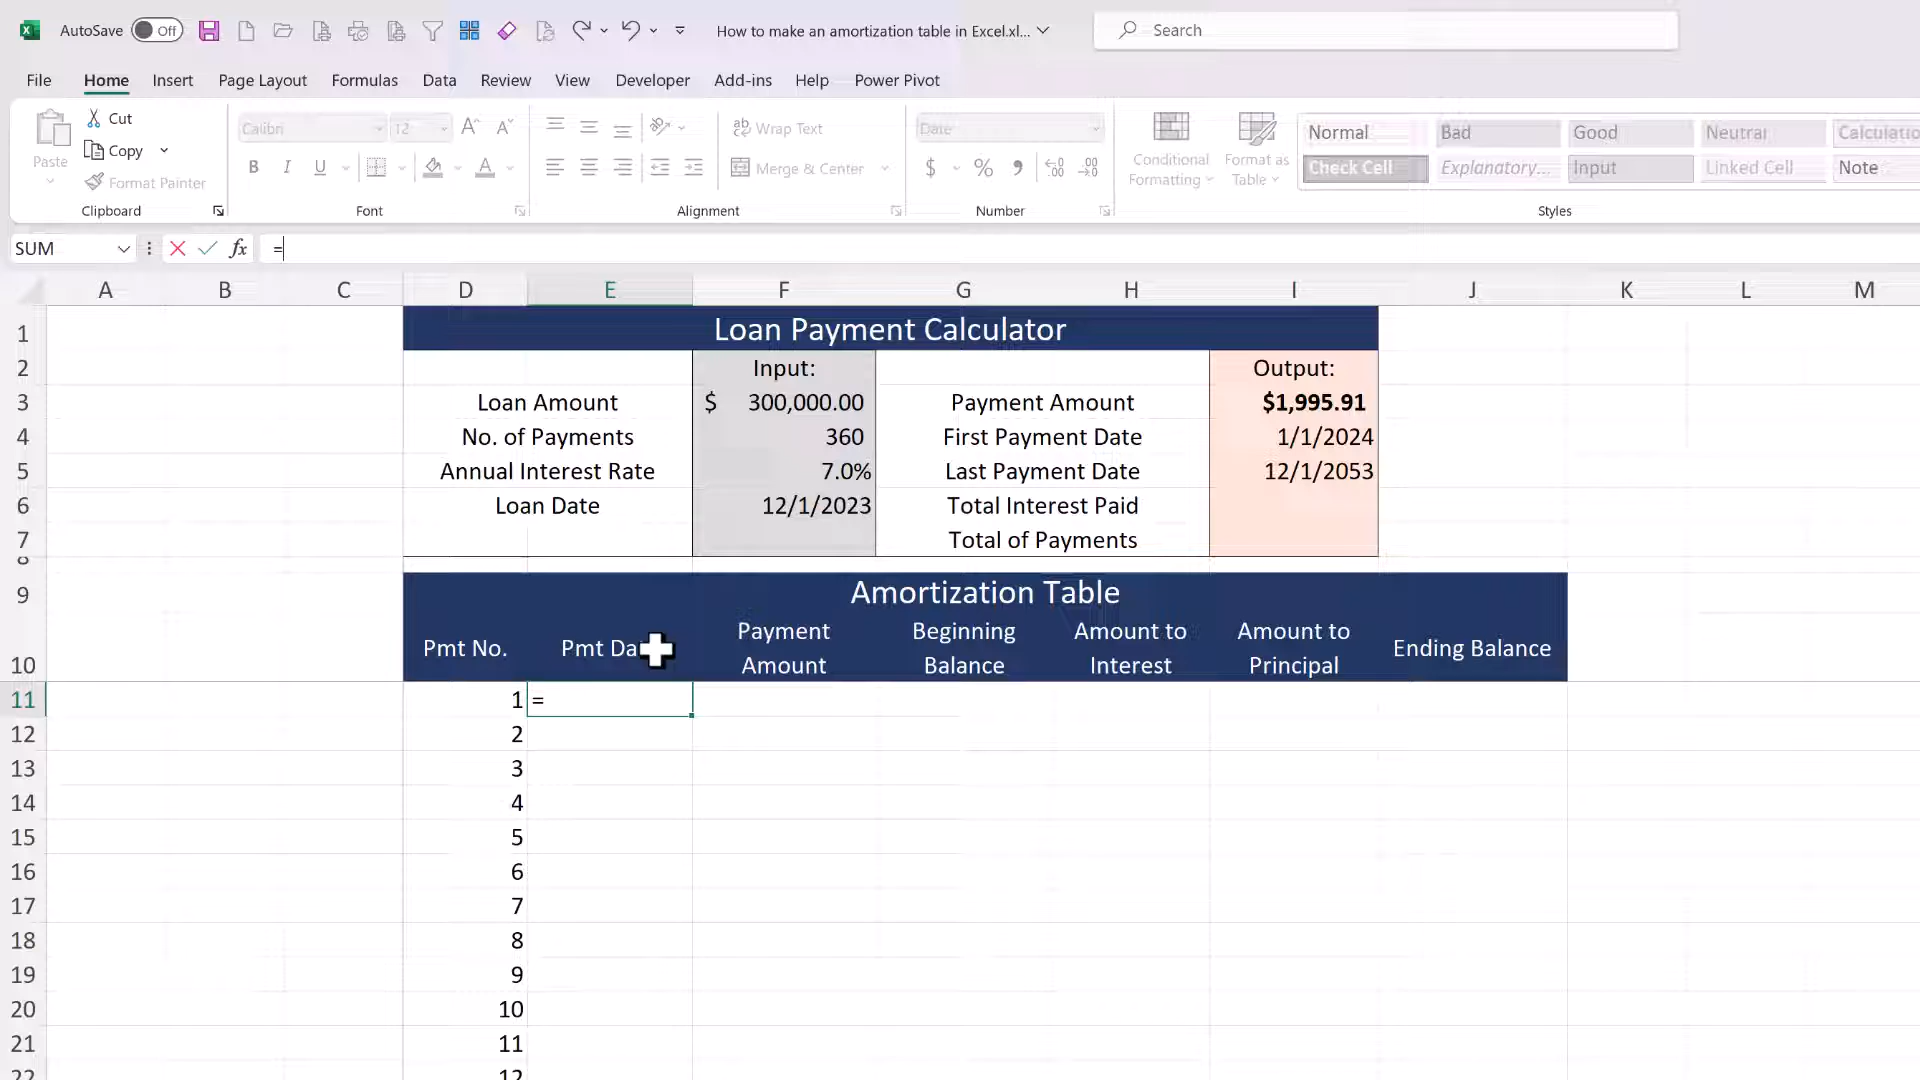 AutoSave Off How to make an amortization table in Excel.xl... Search
File Home Insert Page Layout Formulas Data Review View Developer Add-ins Help Power Pivot
Paste
Cut
Copy
Format Painter
Clipboard
Calibri 12
B I U
Font
Wrap Text
Merge & Center
Alignment
Date
$ % 9
Number
Conditional Formatting
Format as Table
Normal Bad Good Neutral Calculatio
Check Cell Explanatory... Input Linked Cell Note
Styles
SUM fx =
A B C D E F G H I J K L M
1 Loan Payment Calculator
2 Input: Output:
3 Loan Amount $ 300,000.00 Payment Amount $1,995.91
4 No. of Payments 360 First Payment Date 1/1/2024
5 Annual Interest Rate 7.0% Last Payment Date 12/1/2053
6 Loan Date 12/1/2023 Total Interest Paid
7 Total of Payments
8
9 Amortization Table
Payment Beginning Amount to Amount to
Pmt No. Pmt Da Ending Balance
10 Amount Balance Interest Principal
11 1 =
12 2
13 3
14 4
15 5
16 6
17 7
18 8
19 9
20 10
21 11
22 12